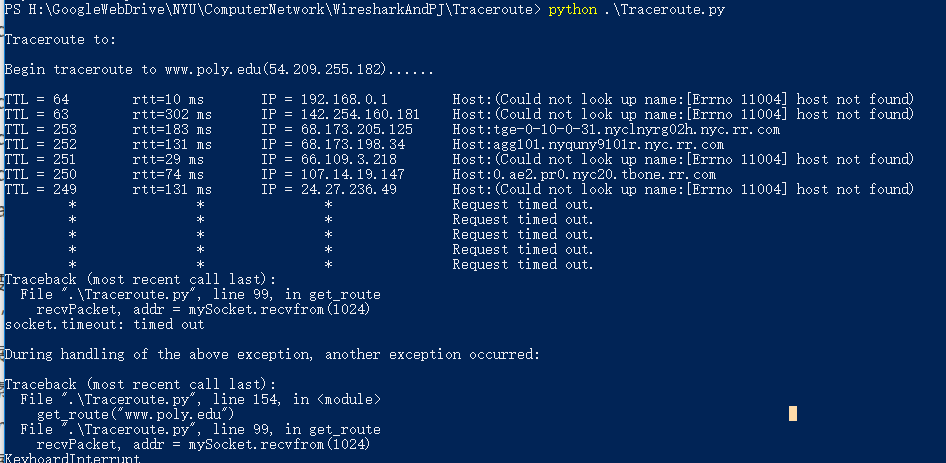 PS H:\GoogleWebDrive\NYU\ComputerNetwork\WiresharkAndPJ\Traceroute> python .\Traceroute.py
Traceroute to:
Begin traceroute to www.poly.edu(54.209.255.182)......
TTL = 64 rtt=10 ms IP = 192.168.0.1 Host:(Could not look up name:[Errno 11004] host not found)
TTL = 63 rtt=302 ms IP = 142.254.160.181 Host:(Could not look up name:[Errno 11004] host not found)
TTL = 253 rtt=183 ms IP = 68.173.205.125 Host:tge-0-10-0-31.nyclnyrg02h.nyc.rr.com
TTL = 252 rtt=131 ms IP = 68.173.198.34 Host:agg101.nyquny9101r.nyc.rr.com
TTL = 251 rtt=29 ms IP = 66.109.3.218 Host:(Could not look up name:[Errno 11004] host not found)
TTL = 250 rtt=74 ms IP = 107.14.19.147 Host:0.ae2.pr0.nyc20.tbone.rr.com
TTL = 249 rtt=131 ms IP = 24.27.236.49 Host:(Could not look up name:[Errno 11004] host not found)
* * * Request timed out.
* * * Request timed out.
* * * Request timed out.
* * * Request timed out.
* * * Request timed out.
Traceback (most recent call last):
File ".\Traceroute.py", line 99, in get_route
recvPacket, addr = mySocket.recvfrom(1024)
socket.timeout: timed out
During handling of the above exception, another exception occurred:
Traceback (most recent call last):
File ".\Traceroute.py", line 154, in <module>
get_route("www.poly.edu")
File ".\Traceroute.py", line 99, in get_route
recvPacket, addr = mySocket.recvfrom(1024)
KeyboardInterrupt